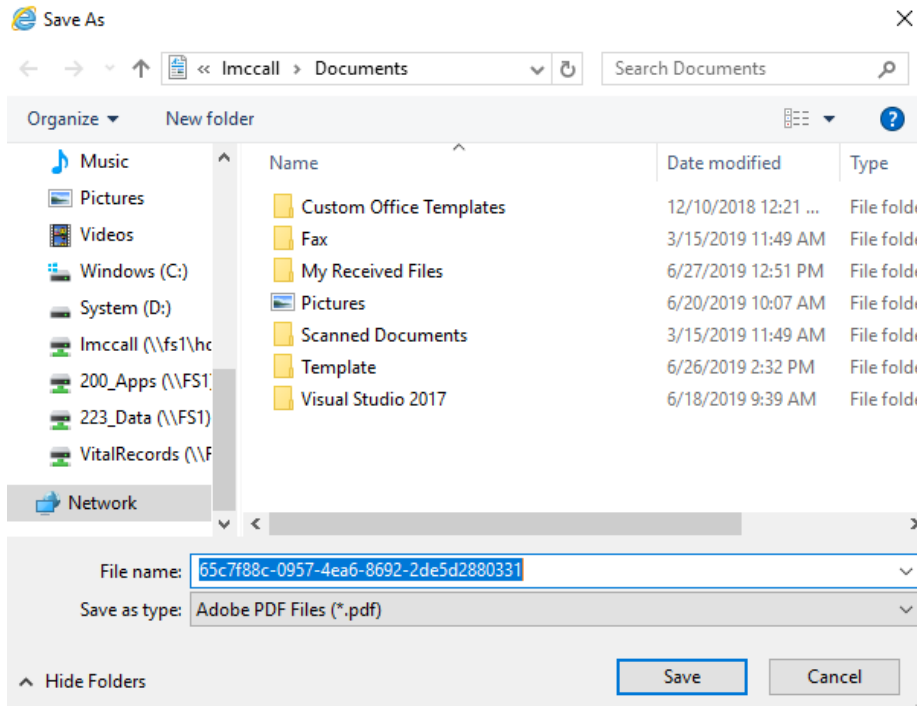 Save As
« lmccall > Documents
Search Documents
Organize
New folder
Music
Pictures
Videos
Windows (C:)
System (D:)
lmccall (\\fs1\hc
200_Apps (\\FS1)
223_Data (\\FS1)
VitalRecords (\\F
Network
Name Date modified Type
Custom Office Templates 12/10/2018 12:21 ... File folde
Fax 3/15/2019 11:49 AM File folde
My Received Files 6/27/2019 12:51 PM File folde
Pictures 6/20/2019 10:07 AM File folde
Scanned Documents 3/15/2019 11:49 AM File folde
Template 6/26/2019 2:32 PM File folde
Visual Studio 2017 6/18/2019 9:39 AM File folde
File name: 65c7f88c-0957-4ea6-8692-2de5d2880331
Save as type: Adobe PDF Files (*.pdf)
Hide Folders
Save
Cancel